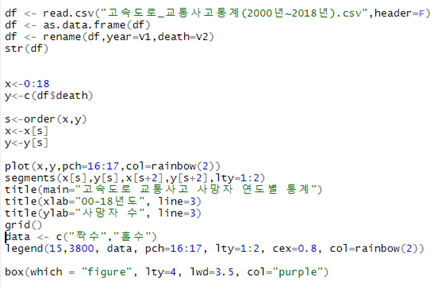 df <- read.csv("고속도로_교통사고통계(2000년~2018년).csv",header=F)
df <- as.data.frame(df)
df <- rename(df,year=V1,death=V2)
str(df)
x<-0:18
y<-c(df$death)
s<-order(x,y)
x<-x[s]
y<-y[s]
plot(x,y,pch=16:17,col=rainbow(2))
segments(x[s],y[s],x[s+2],y[s+2],lty=1:2)
title(main="고속도로 교통사고 사망자 연도별 통계")
title(xlab="00-18년도", line=3)
title(ylab="사망자 수", line=3)
grid()
data <- c("짝수","홀수")
legend(15,3800, data, pch=16:17, lty=1:2, cex=0.8, col=rainbow(2))
box(which = "figure", lty=4, lwd=3.5, col="purple")